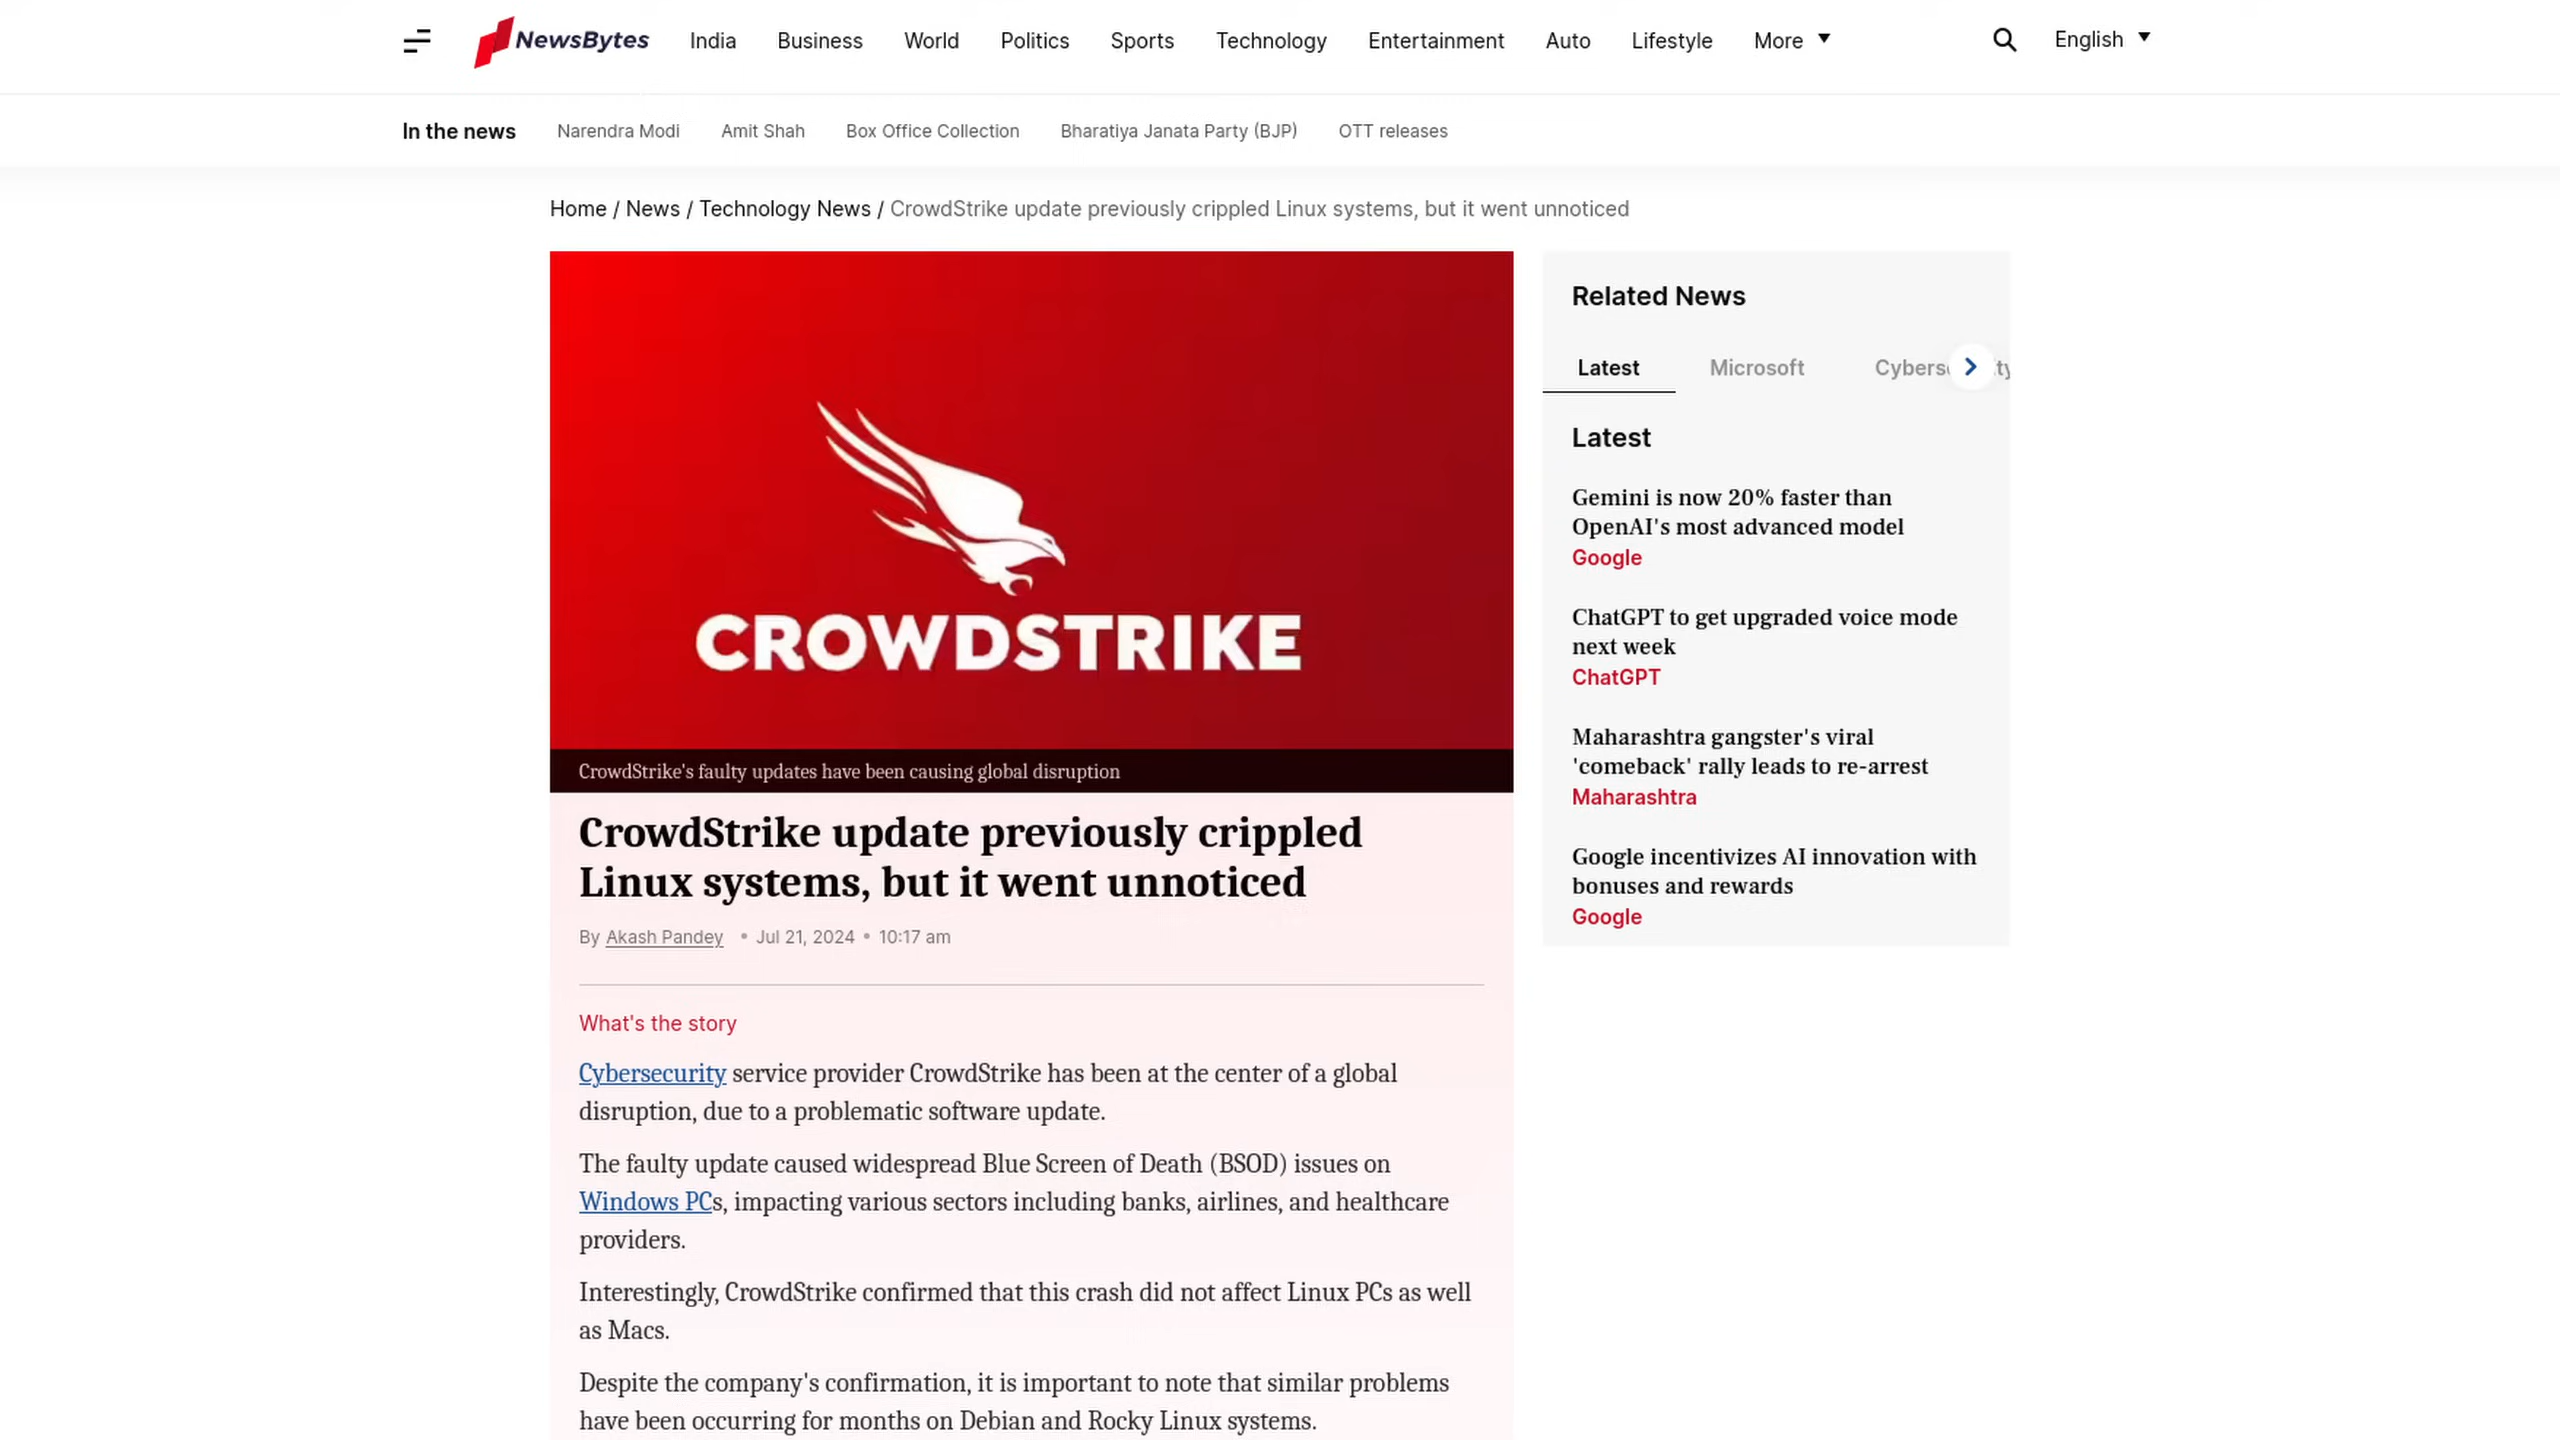 NewsBytes India Business World Politics Sports Technology Entertainment Auto Lifestyle More English
In the news Narendra Modi Amit Shah Box Office Collection Bharatiya Janata Party (BJP) OTT releases
Home / News / Technology News / CrowdStrike update previously crippled Linux systems, but it went unnoticed
CROWDSTRIKE
CrowdStrike's faulty updates have been causing global disruption
CrowdStrike update previously crippled
Linux systems, but it went unnoticed
By Akash Pandey • Jul 21, 2024 • 10:17 am
What's the story
Cybersecurity service provider CrowdStrike has been at the center of a global
disruption, due to a problematic software update.
The faulty update caused widespread Blue Screen of Death (BSOD) issues on
Windows PCs, impacting various sectors including banks, airlines, and healthcare
providers.
Interestingly, CrowdStrike confirmed that this crash did not affect Linux PCs as well
as Macs.
Despite the company's confirmation, it is important to note that similar problems
have been occurring for months on Debian and Rocky Linux systems.
Related News
Latest Microsoft
Latest
Gemini is now 20% faster than
OpenAI's most advanced model
Google
ChatGPT to get upgraded voice mode
next week
ChatGPT
Maharashtra gangster's viral
'comeback' rally leads to re-arrest
Maharashtra
Google incentivizes AI innovation with
bonuses and rewards
Google